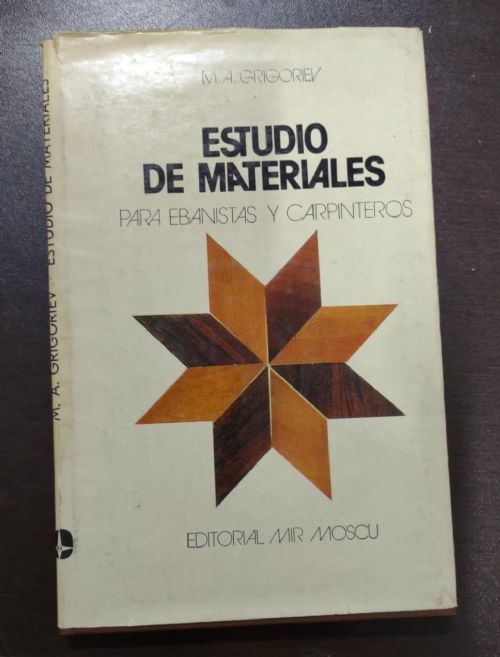 M. A. GRIGORIEV
ESTUDIO
DE MATERIALES
PARA EBANISTAS Y CARPINTEROS
EDITORIAL MIR MOSCU
M. A. GRIGORIEV ESTUDIO DE MATERIALES